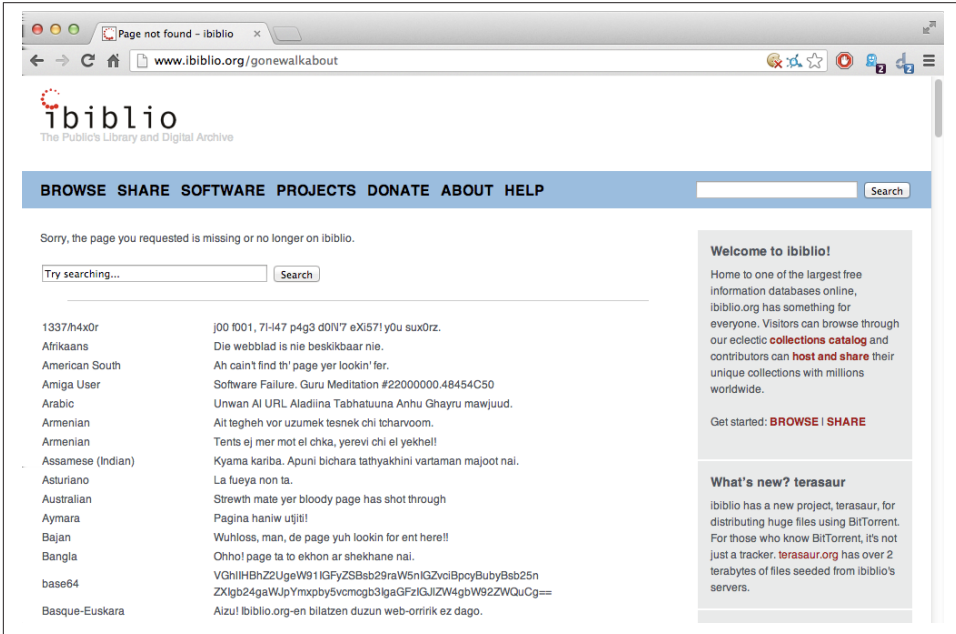 Page not found - ibiblio
www.ibiblio.org/gonewalkabout
2
2
ibiblio
The Public's Library and Digital Archive
BROWSE SHARE SOFTWARE PROJECTS DONATE ABOUT HELP
Search
Sorry, the page you requested is missing or no longer on ibiblio.
Try searching...
Search
1337/h4x0r j00 f001, 7I-I47 p4g3 d0N'7 eXi57! y0u sux0rz.
Afrikaans Die webblad is nie beskikbaar nie.
American South Ah cain't find th' page yer lookin' fer.
Amiga User Software Failure. Guru Meditation #22000000.48454C50
Arabic Unwan Al URL Aladiina Tabhatuuna Anhu Ghayru mawjuud.
Armenian Ait tegheh vor uzumek tesnek chi tcharvoom.
Armenian Tents ej mer mot el chka, yerevi chi el yekhel!
Assamese (Indian) Kyama kariba. Apuni bichara tathyakhini vartaman majoot nai.
Asturiano La fueya non ta.
Australian Strewth mate yer bloody page has shot through
Aymara Pagina haniw utjiti!
Bajan Wuhloss, man, de page yuh lookin for ent here!!
Bangla Ohho! page ta to ekhon ar shekhane nai.
base64 VGhlIHBhZ2UgeW91IGFyZSBsb29raW5nIGZvciBpcyBubyBsb25n
ZXIgb24gaWJpYmxpby5vcmcgb3IgaGFzIGJlZW4gbW92ZWQuCg==
Basque-Euskara Aizu! Ibiblio.org-en bilatzen duzun web-orririk ez dago.
Welcome to ibiblio!
Home to one of the largest free
information databases online,
ibiblio.org has something for
everyone. Visitors can browse through
our eclectic collections catalog and
contributors can host and share their
unique collections with millions
worldwide.
Get started: BROWSE | SHARE
What's new? terasaur
ibiblio has a new project, terasaur, for
distributing huge files using BitTorrent.
For those who know BitTorrent, it's not
just a tracker. terasaur.org has over 2
terabytes of files seeded from ibiblio's
servers.